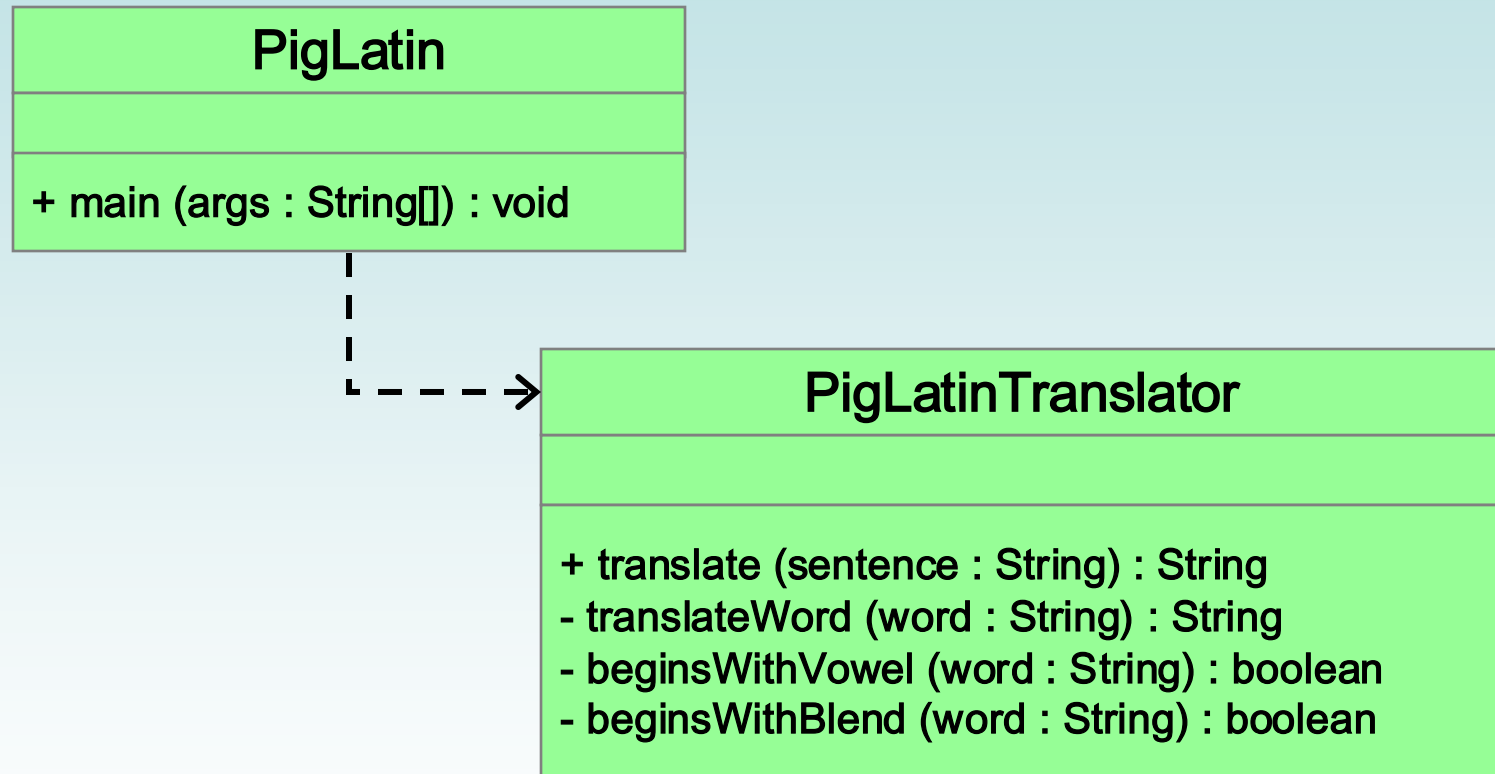 PigLatin
+ main (args : String[]) : void
PigLatinTranslator
+ translate (sentence : String) : String
- translateWord (word : String) : String
- beginsWithVowel (word : String) : boolean
- beginsWithBlend (word : String) : boolean